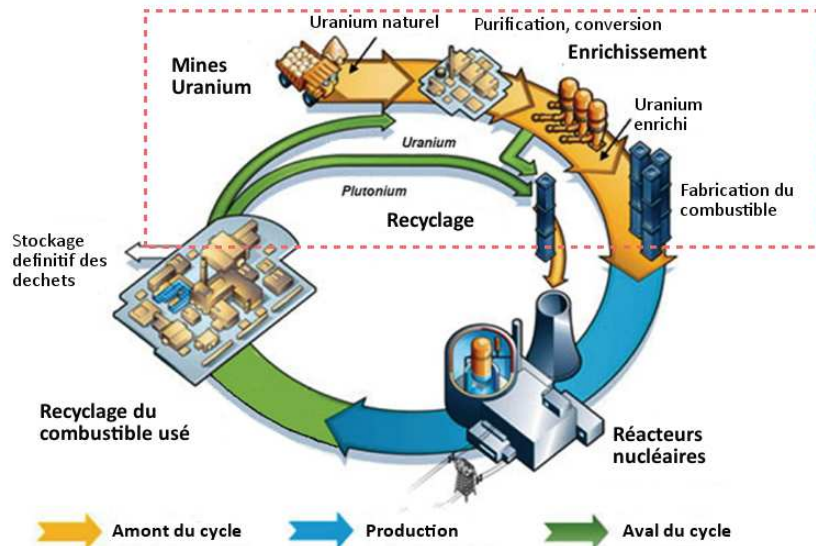 Uranium naturel
Purification, conversion
Enrichissement
Mines
Uranium
Uranium
enrichi
Uranium
Plutonium
Fabrication du
combustible
Recyclage
Stockage
definitif des
dechets
Recyclage du
combustible usé
Réacteurs
nucléaires
Amont du cycle
Production
Aval du cycle